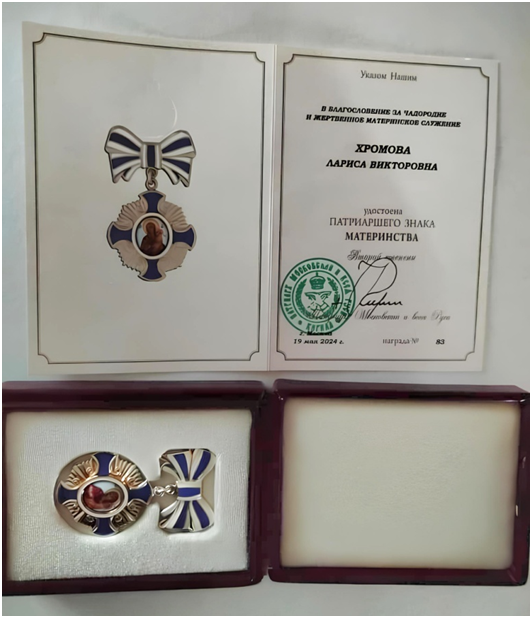 Указом Нашим
В БЛАГОСЛОВЕНИЕ ЗА ЧАДОРОДИЕ
И ЖЕРТВЕННОЕ МАТЕРИНСКОЕ СЛУЖЕНИЕ
ХРОМОВА
ЛАРИСА ВИКТОРОВНА
удостоена
ПАТРИАРШЕГО ЗНАКА
МАТЕРИНСТВА
Второй степени
Московский и всея Руси
г. Москва
19 мая 2024 г. награда № 83